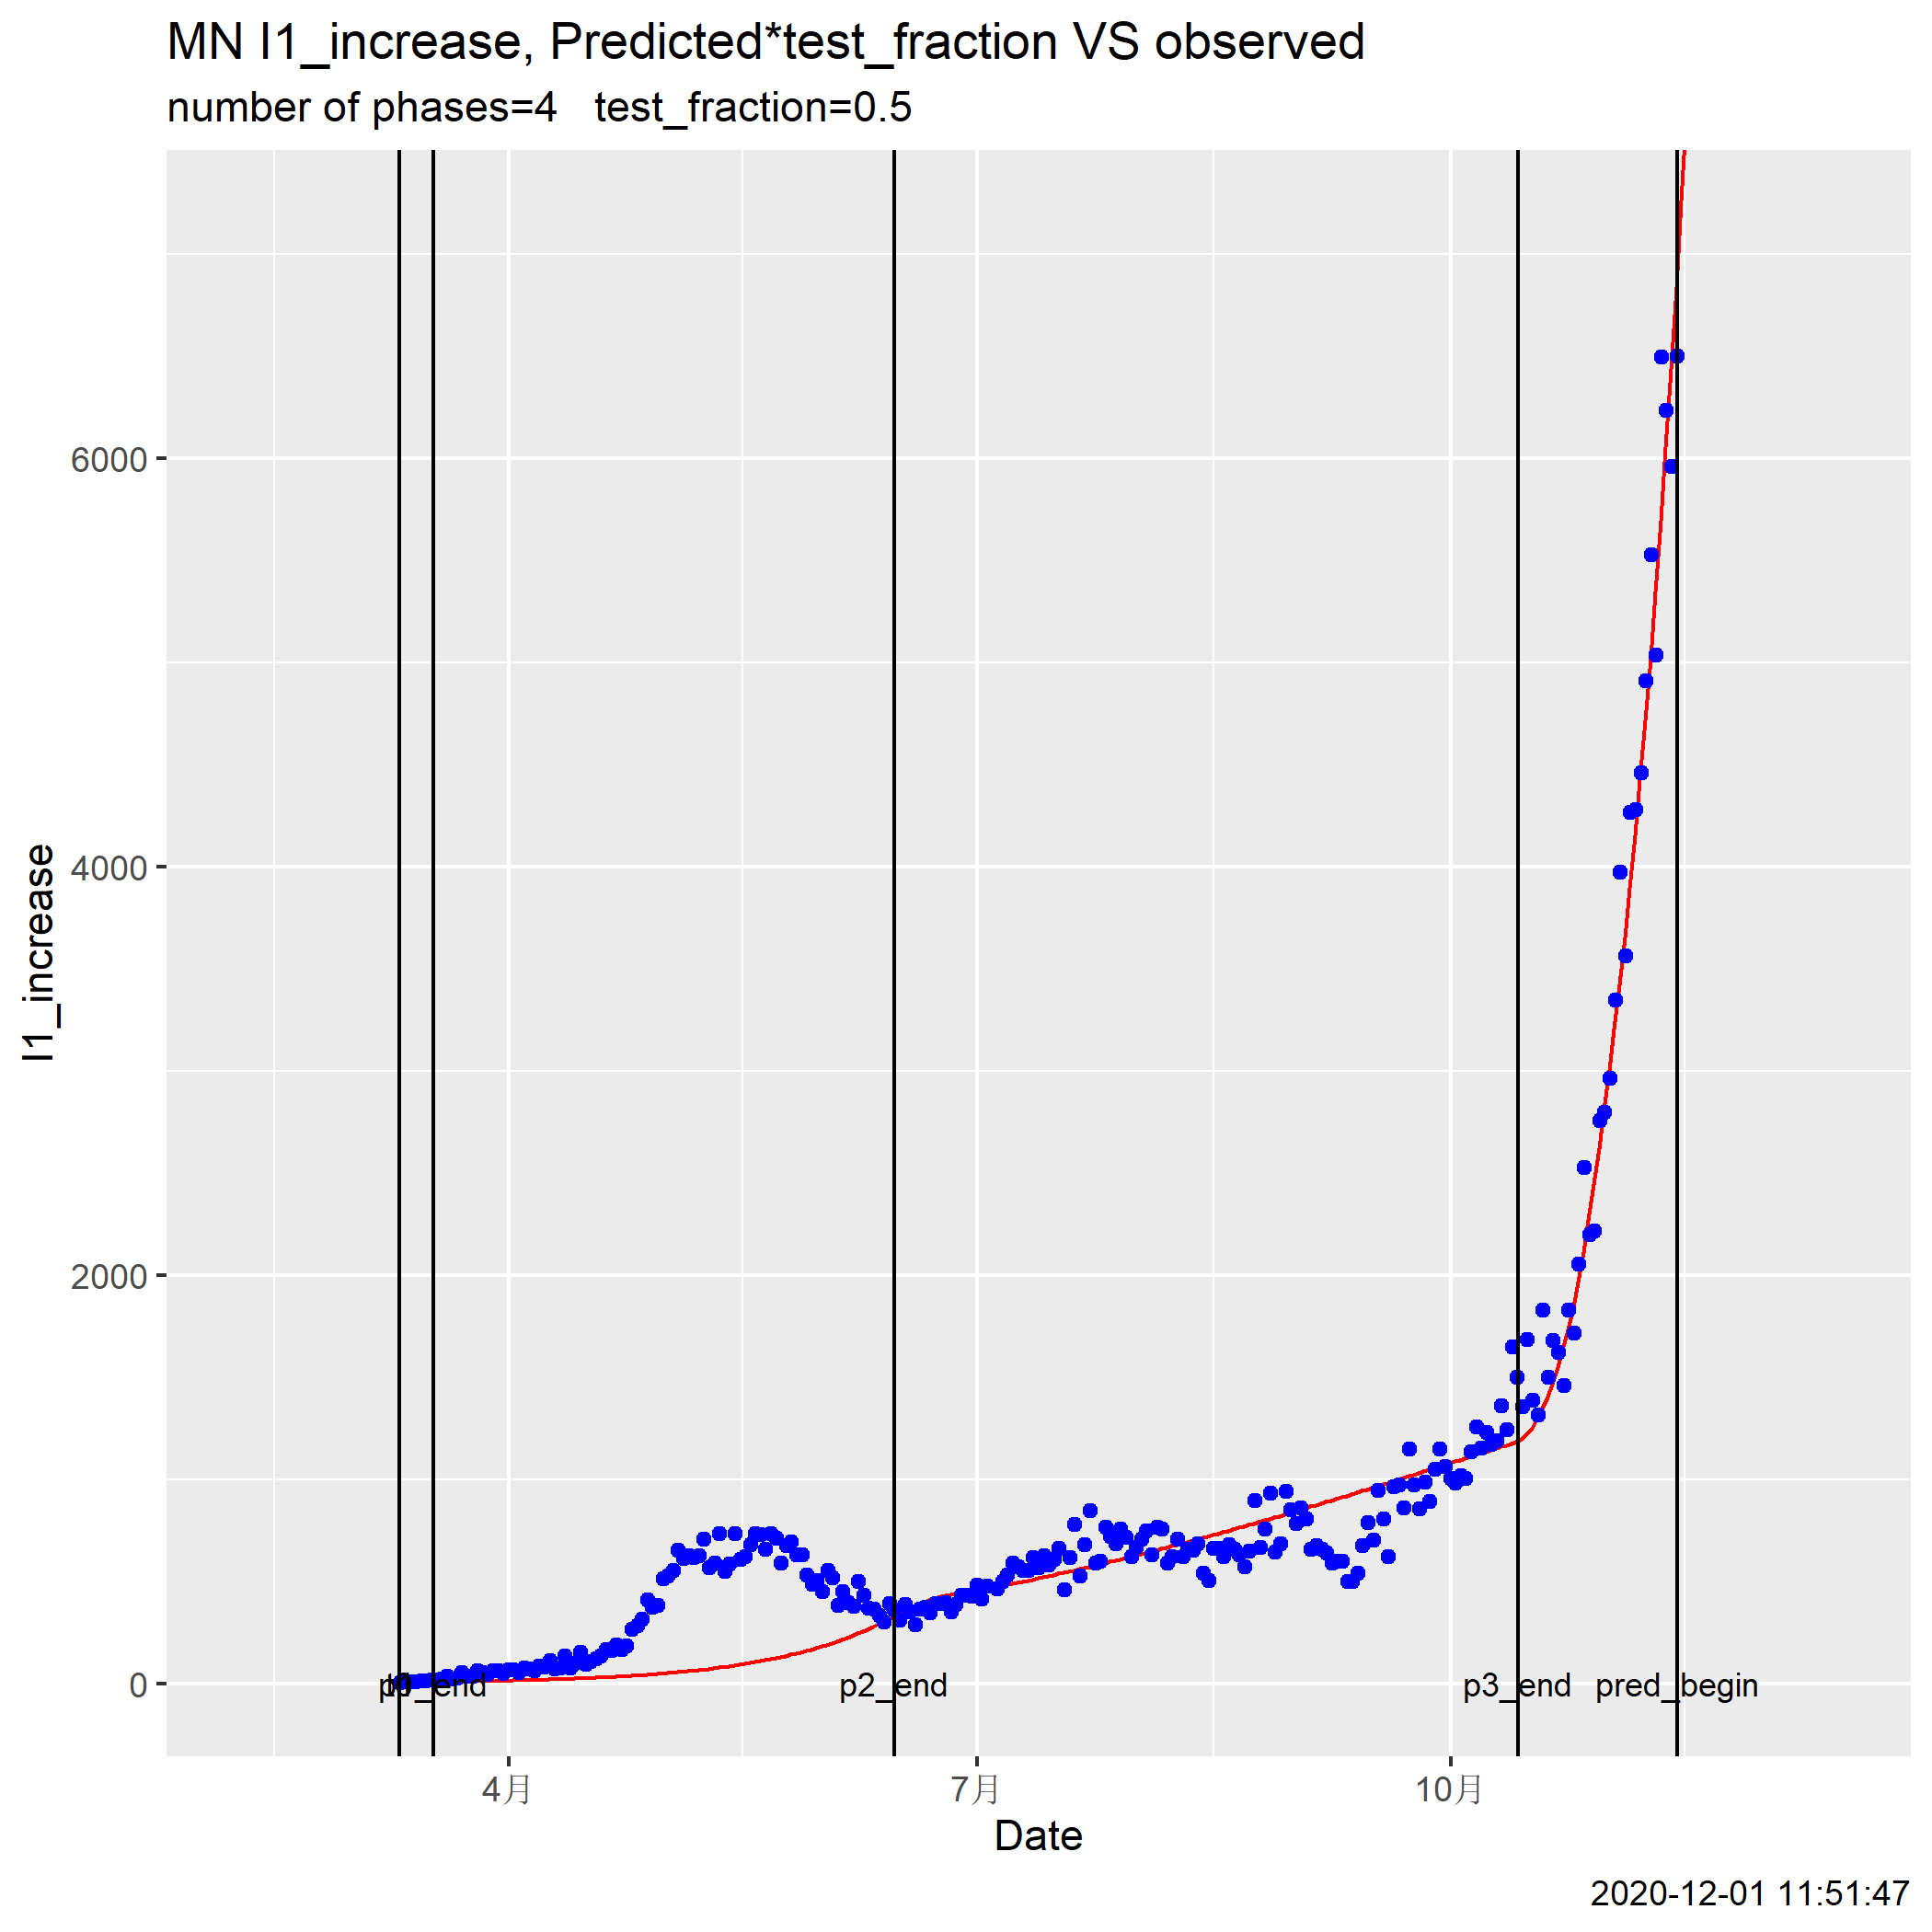 MN I1_increase, Predicted*test_fraction VS observed
number of phases=4 test_fraction=0.5
I1_increase
6000
4000
2000
0
p2_end
p3_end
pred_begin
4月
7月
10月
Date
2020-12-01 11:51:47